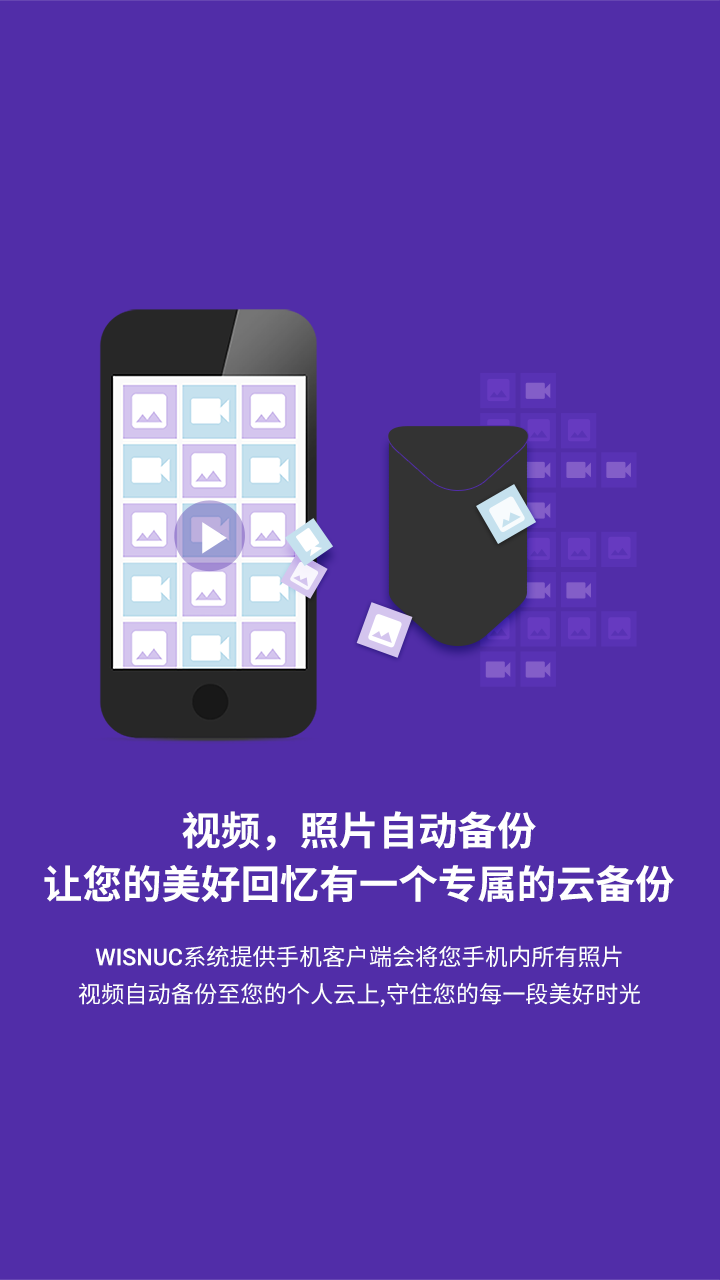 视频，照片自动备份
让您的美好回忆有一个专属的云备份
WISNUC系统提供手机客户端会将您手机内所有照片
视频自动备份至您的个人云上,守住您的每一段美好时光